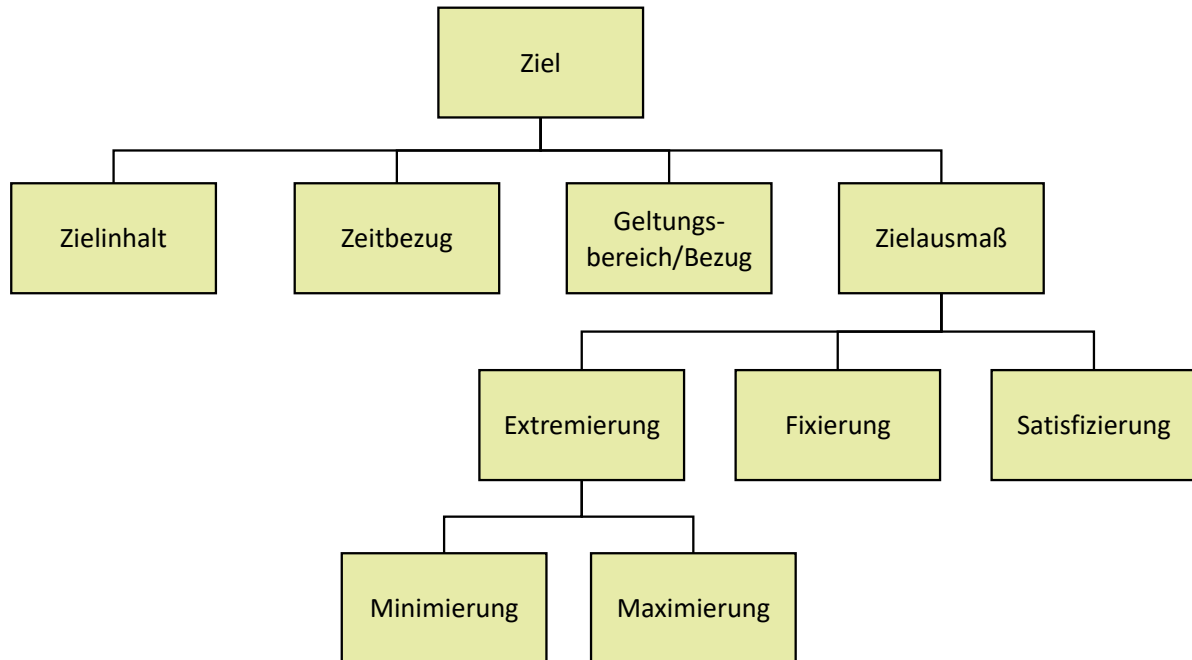 Ziel
Zielinhalt
Zeitbezug
Geltungs-
bereich/Bezug
Zielausmaß
Extremierung
Fixierung
Satisfizierung
Minimierung
Maximierung